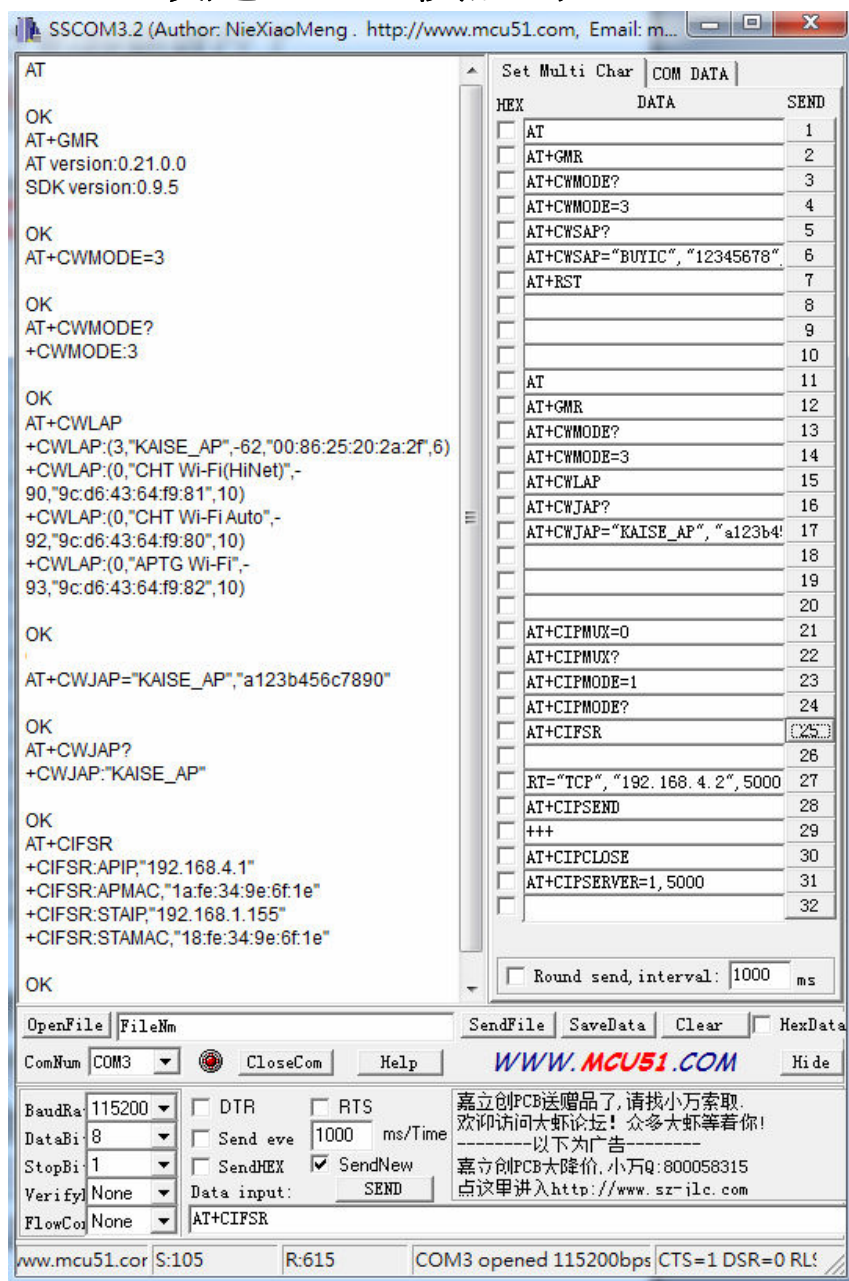 SSCOM3.2 (Author: NieXiaoMeng . http://www.mcu51.com, Email: m...
AT
OK
AT+GMR
AT version:0.21.0.0
SDK version:0.9.5
OK
AT+CWMODE=3
OK
AT+CWMODE?
+CWMODE:3
OK
AT+CWLAP
+CWLAP:(3,"KAISE_AP",-62,"00:86:25:20:2a:2f",6)
+CWLAP:(0,"CHT Wi-Fi(HiNet)",-
90,"9c:d6:43:64:f9:81",10)
+CWLAP:(0,"CHT Wi-Fi Auto",-
92,"9c:d6:43:64:f9:80",10)
+CWLAP:(0,"APTG Wi-Fi",-
93,"9c:d6:43:64:f9:82",10)
OK
AT+CWJAP="KAISE_AP","a123b456c7890"
OK
AT+CWJAP?
+CWJAP:"KAISE_AP"
OK
AT+CIFSR
+CIFSR:APIP,"192.168.4.1"
+CIFSR:APMAC,"1a:fe:34:9e:6f:1e"
+CIFSR:STAIP,"192.168.1.155"
+CIFSR:STAMAC,"18:fe:34:9e:6f:1e"
OK
Set Multi Char COM DATA
HEX DATA SEND
AT 1
AT+GMR 2
AT+CWMODE? 3
AT+CWMODE=3 4
AT+CWSAP? 5
AT+CWSAP="BUYIC", "12345678" 6
AT+RST 7
8
9
10
AT 11
AT+GMR 12
AT+CWMODE? 13
AT+CWMODE=3 14
AT+CWLAP 15
AT+CWJAP? 16
AT+CWJAP="KAISE_AP", "a123b4 17
18
19
20
AT+CIPMUX=0 21
AT+CIPMUX? 22
AT+CIPMODE=1 23
AT+CIPMODE? 24
AT+CIFSR 25
26
RT="TCP", "192.168.4.2", 5000 27
AT+CIPSEND 28
+++ 29
AT+CIPCLOSE 30
AT+CIPSERVER=1, 5000 31
32
Round send, interval: 1000 ms
OpenFile FileNm SendFile SaveData Clear HexData
ComNum COM3 CloseCom Help WWW.MCU51.COM Hide
BaudRa 115200 DTR RTS
DataBi 8 Send eve 1000 ms/Time
StopBi 1 SendHEX SendNew
Verify None Data input: SEND
FlowCo None AT+CIFSR
嘉立创PCB送赠品了,请找小万索取.
欢迎访问大虾论坛! 众多大虾等着你!
--------以下为广告--------
嘉立创PCB大降价.小万Q:800058315
点这里进入http://www.sz-jlc.com
www.mcu51.cor S:105 R:615 COM3 opened 115200bps CTS=1 DSR=0 RLS